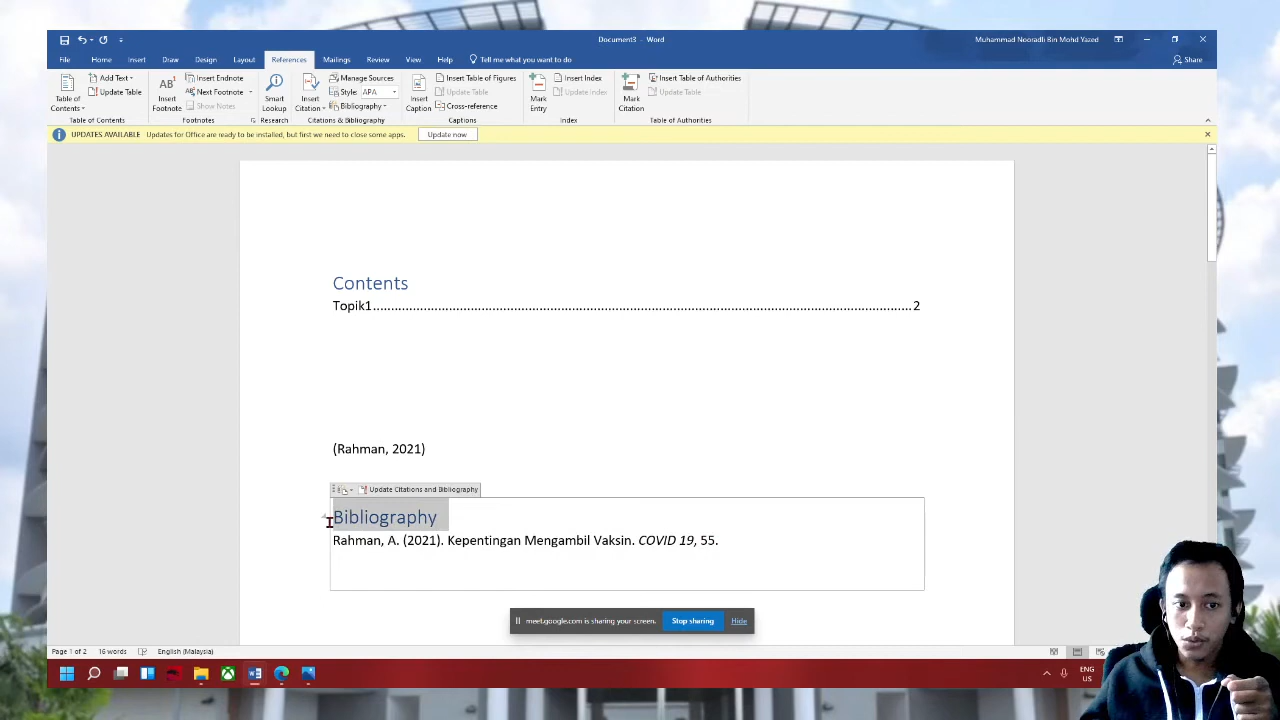 Document3 - Word
Muhammad Nooradli Bin Mohd Yazed
File Home Insert Draw Design Layout References Mailings Review View Help Tell me what you want to do
Share
Table of Contents
Add Text
Update Table
Table of Contents
AB1
Insert Footnote
Insert Endnote
Next Footnote
Show Notes
Footnotes
Smart Lookup
Research
Insert Citation
Manage Sources
Style: APA
Bibliography
Citations & Bibliography
Insert Caption
Insert Table of Figures
Update Table
Cross-reference
Captions
Mark Entry
Insert Index
Update Index
Index
Mark Citation
Insert Table of Authorities
Update Table
Table of Authorities
UPDATES AVAILABLE Updates for Office are ready to be installed, but first we need to close some apps. Update now
Contents
Topik1.......................................................................................................................................2
(Rahman, 2021)
Update Citations and Bibliography
Bibliography
Rahman, A. (2021). Kepentingan Mengambil Vaksin. COVID 19, 55.
meet.google.com is sharing your screen. Stop sharing Hide
Page 1 of 2 16 words English (Malaysia)
ENG
US